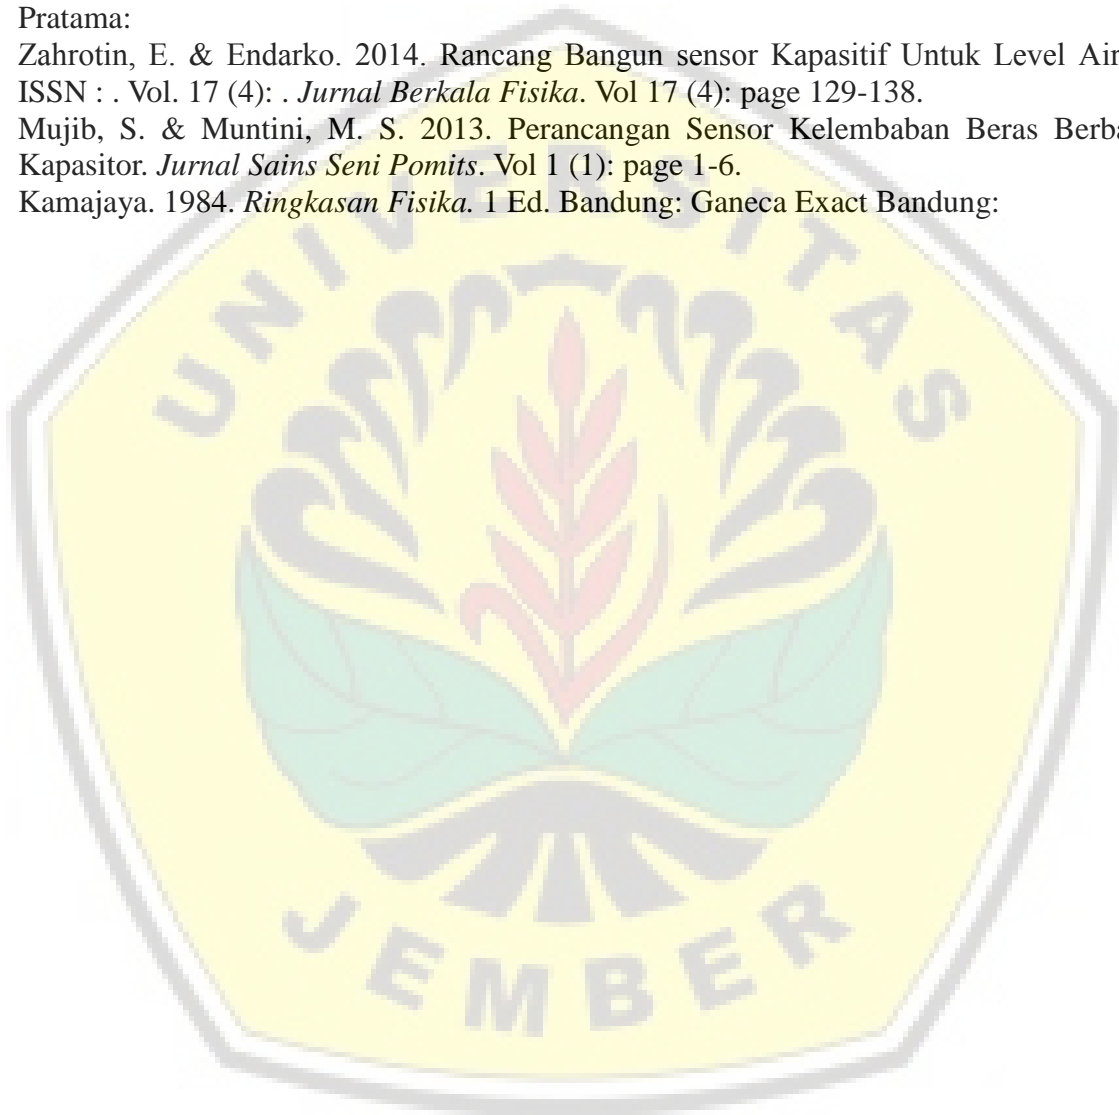 Pratama:
Zahrotin, E. & Endarko. 2014. Rancang Bangun sensor Kapasitif Untuk Level Air
ISSN : . Vol. 17 (4): . Jurnal Berkala Fisika. Vol 17 (4): page 129-138.
Mujib, S. & Muntini, M. S. 2013. Perancangan Sensor Kelembaban Beras Berba
Kapasitor. Jurnal Sains Seni Pomits. Vol 1 (1): page 1-6.
Kamajaya. 1984. Ringkasan Fisika. 1 Ed. Bandung: Ganeca Exact Bandung:
UNIVERSITAS
JEMBER